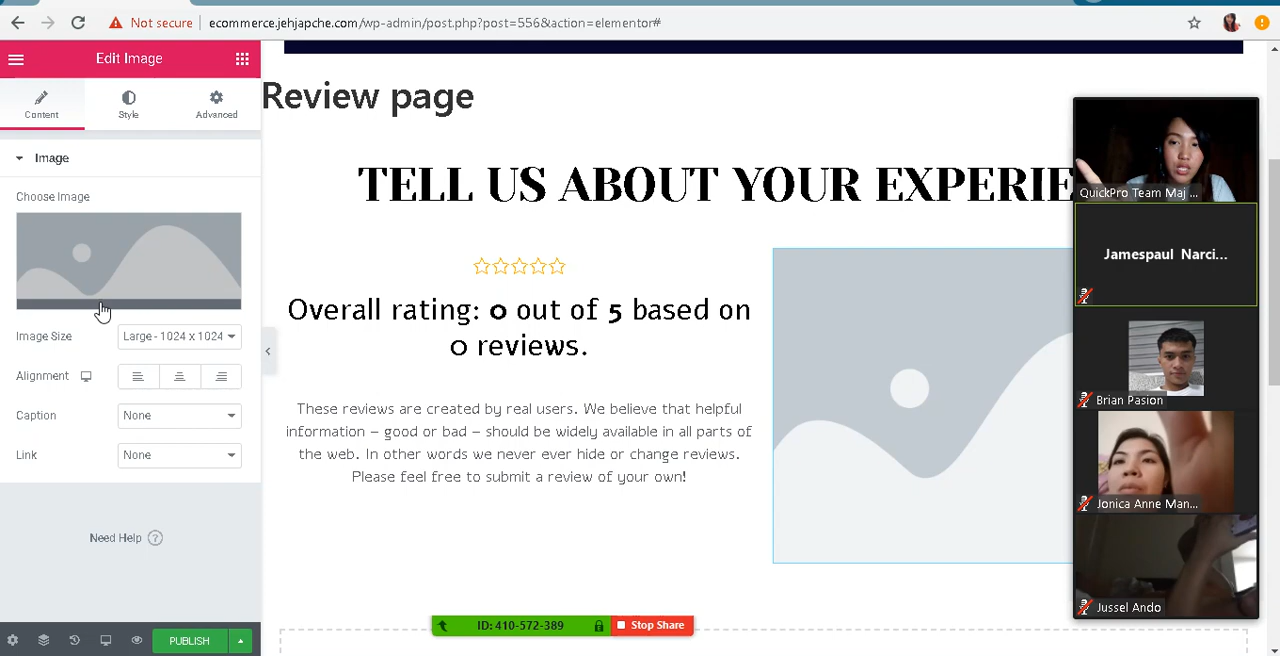 Not secure
ecommerce.jehjapche.com/wp-admin/post.php?post=556&action=elementor#
Edit Image
Content
Style
Advanced
Image
Choose Image
Image Size
Large - 1024 x 1024
Alignment
Caption
None
Link
None
Need Help
?
PUBLISH
Review page
TELL US ABOUT YOUR EXPERIE
Overall rating: 0 out of 5 based on
0 reviews.
These reviews are created by real users. We believe that helpful
information – good or bad – should be widely available in all parts of
the web. In other words we never ever hide or change reviews.
Please feel free to submit a review of your own!
ID: 410-572-389
Stop Share
QuickPro Team Maj ...
Jamespaul Narci...
Brian Pasion
Jonica Anne Man...
Jussel Ando